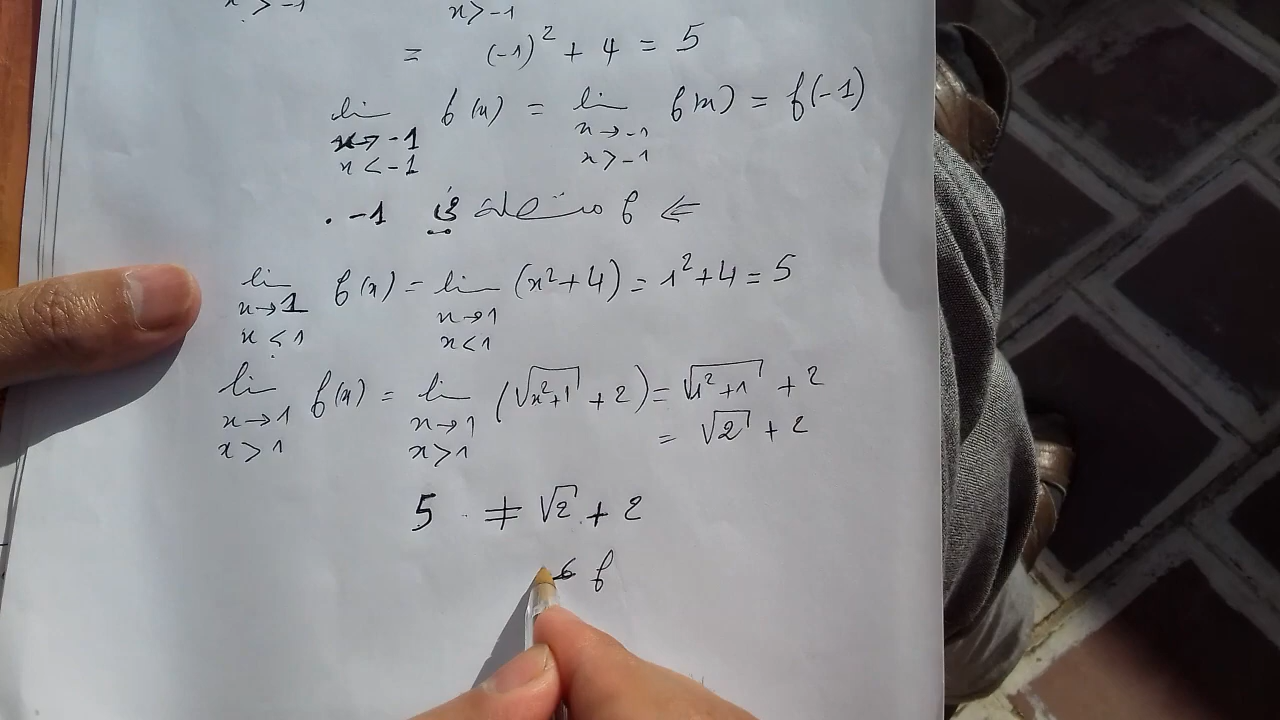 x > -1 x > -1
= (-1)² + 4 = 5
lim f(x) = lim f(x) = f(-1)
x → -1 x → -1
x < -1 x > -1
⇐ f متصلة في -1 .
lim f(x) = lim (x² + 4) = 1² + 4 = 5
x → 1 x → 1
x < 1 x < 1
lim f(x) = lim (√x²+1 + 2) = √1²+1 + 2
x → 1 x → 1 = √2 + 2
x > 1 x > 1
5 ≠ √2 + 2
f